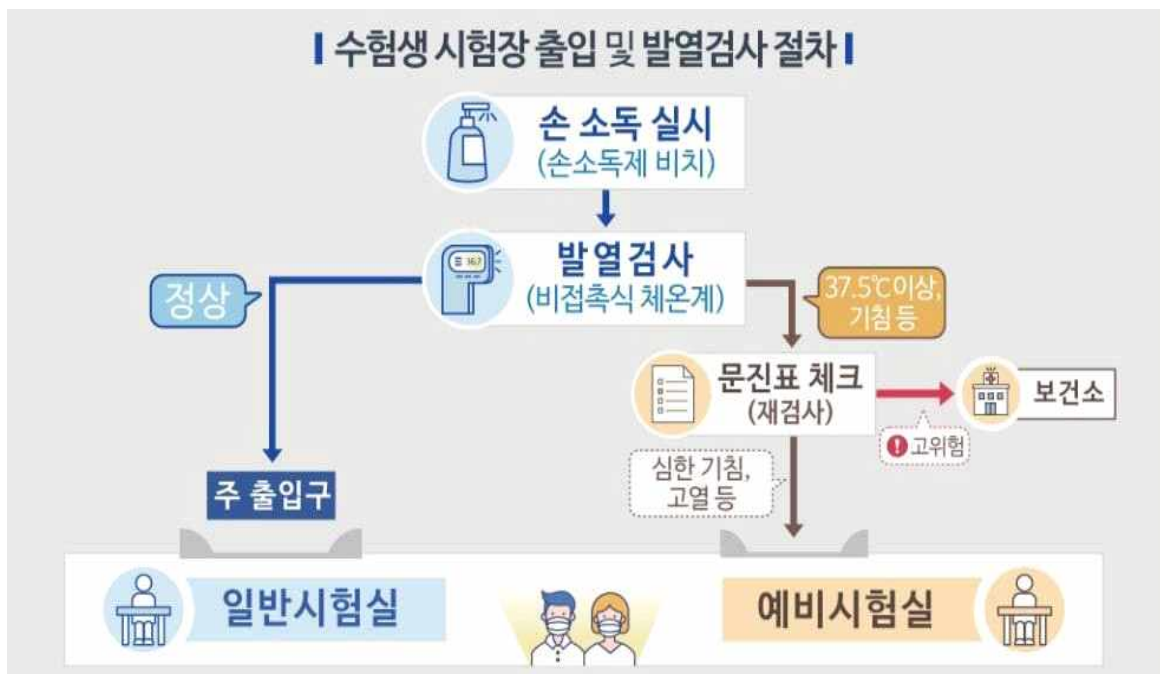 수험생 시험장 출입 및 발열검사 절차
손 소독 실시
(손소독제 비치)
발열검사
(비접촉식 체온계)
36.7
정상
37.5℃ 이상,
기침 등
문진표 체크
(재검사)
보건소
고위험
심한 기침,
고열 등
주 출입구
일반시험실
예비시험실